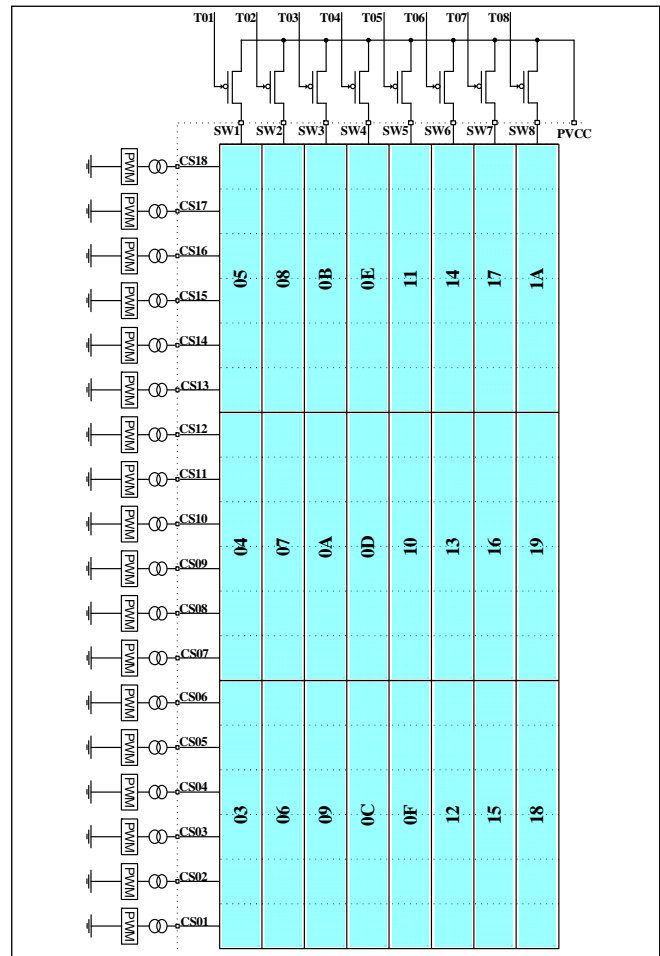 T01 T02 T03 T04 T05 T06 T07 T08
SW1 SW2 SW3 SW4 SW5 SW6 SW7 SW8 PVCC
PWM CS18
PWM CS17
PWM CS16
05 08 0B 0E 11 14 17 1A
PWM CS15
PWM CS14
PWM CS13
PWM CS12
PWM CS11
PWM CS10
04 07 0A 0D 10 13 16 19
PWM CS09
PWM CS08
PWM CS07
PWM CS06
PWM CS05
PWM CS04
03 06 09 0C 0F 12 15 18
PWM CS03
PWM CS02
PWM CS01